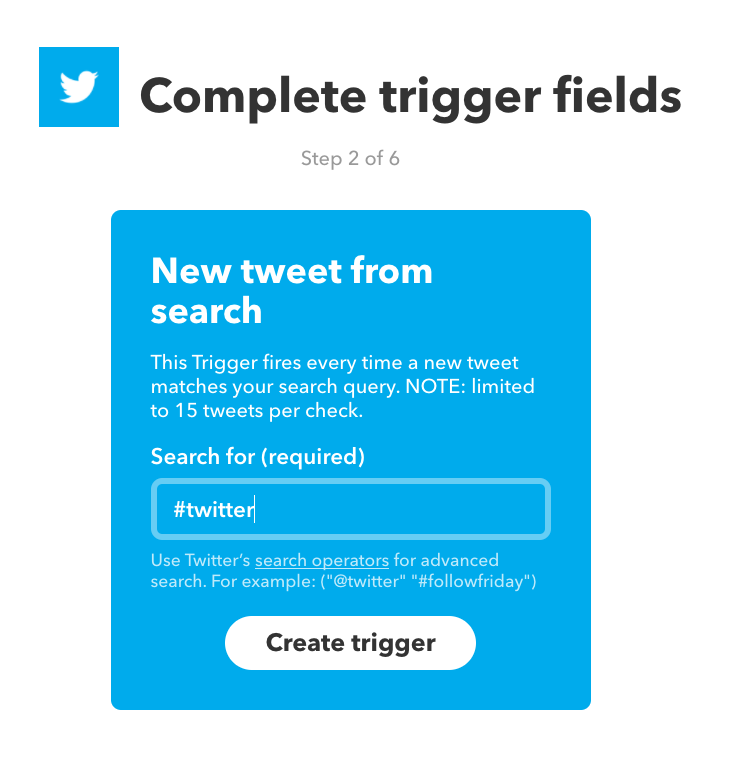 Complete trigger fields
Step 2 of 6
New tweet from
search
This Trigger fires every time a new tweet
matches your search query. NOTE: limited
to 15 tweets per check.
Search for (required)
#twitter
Use Twitter’s search operators for advanced
search. For example: ("@twitter" "#followfriday")
Create trigger